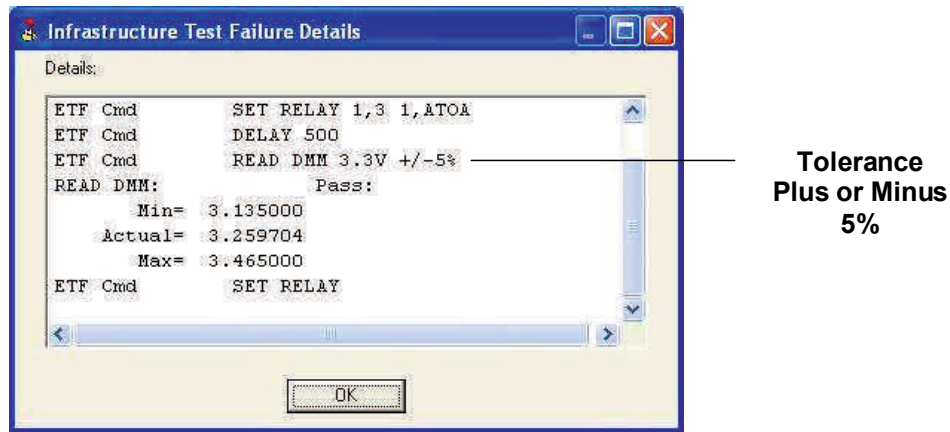 Infrastructure Test Failure Details
Details:
ETF Cmd SET RELAY 1,3 1,ATOA
ETF Cmd DELAY 500
ETF Cmd READ DMM 3.3V +/-5%
READ DMM: Pass:
Min= 3.135000
Actual= 3.259704
Max= 3.465000
ETF Cmd SET RELAY
OK
Tolerance
Plus or Minus
5%